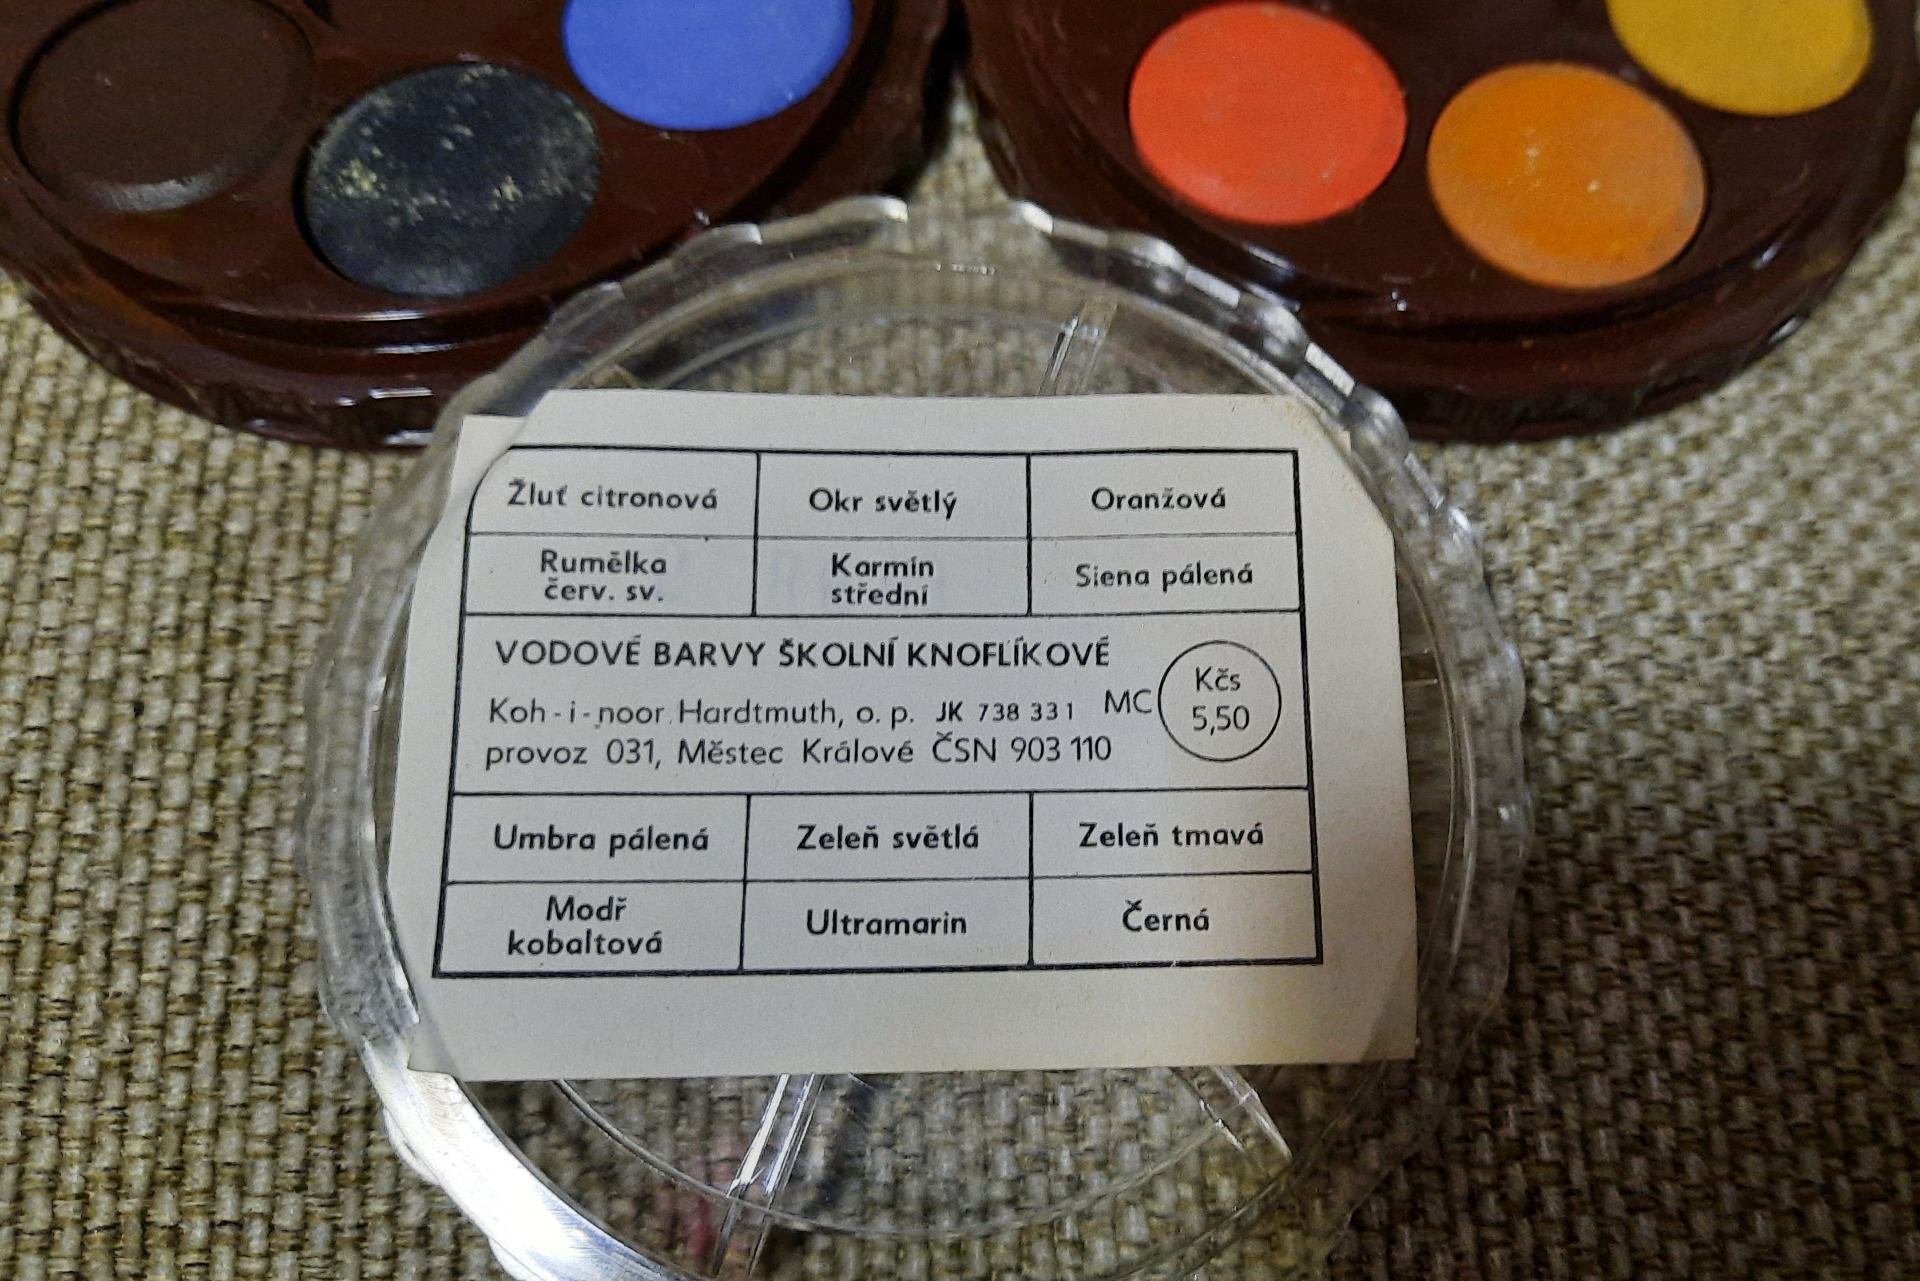 Žluť citronová Okr světlý Oranžová
Rumělka červ. sv. Karmín střední Siena pálená
VODOVÉ BARVY ŠKOLNÍ KNOFLÍKOVÉ
Koh-i-noor Hardtmuth, o. p. JK 738 331 MC Kčs 5,50
provoz 031, Městec Králové ČSN 903 110
Umbra pálená Zeleň světlá Zeleň tmavá
Modř kobaltová Ultramarin Černá